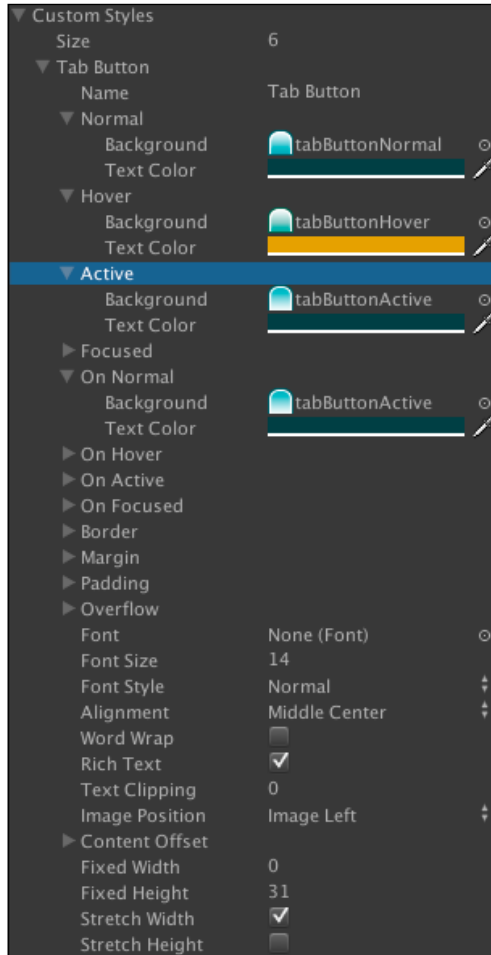 Custom Styles
Size 6
Tab Button
Name Tab Button
Normal
Background tabButtonNormal
Text Color
Hover
Background tabButtonHover
Text Color
Active
Background tabButtonActive
Text Color
Focused
On Normal
Background tabButtonActive
Text Color
On Hover
On Active
On Focused
Border
Margin
Padding
Overflow
Font None (Font)
Font Size 14
Font Style Normal
Alignment Middle Center
Word Wrap
Rich Text
Text Clipping 0
Image Position Image Left
Content Offset
Fixed Width 0
Fixed Height 31
Stretch Width
Stretch Height